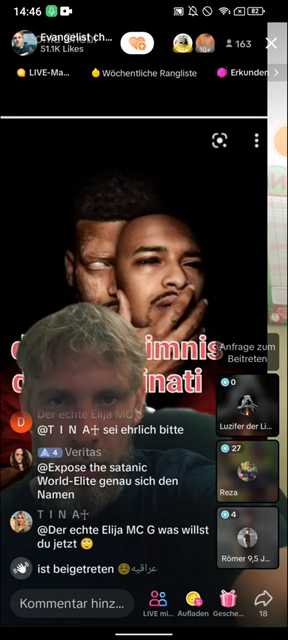 14:46
82
Evangelist ch...
51.1K Likes
10+
163
LIVE-Ma...
Wöchentliche Rangliste
Erkunden
Anfrage zum
Beitreten
0
Luzifer der Li...
27
Reza
4
Römer 9,5 J...
D
Der echte Elija MC G
@T I N A☥ sei ehrlich bitte
4 Veritas
@Expose the satanic
World-Elite genau sich den
Namen
T I N A☥
@Der echte Elija MC G was willst
du jetzt 🙄
ist beigetreten
عراقيه
Kommentar hinz...
LIVE mi...
Aufladen
Gesche...
18